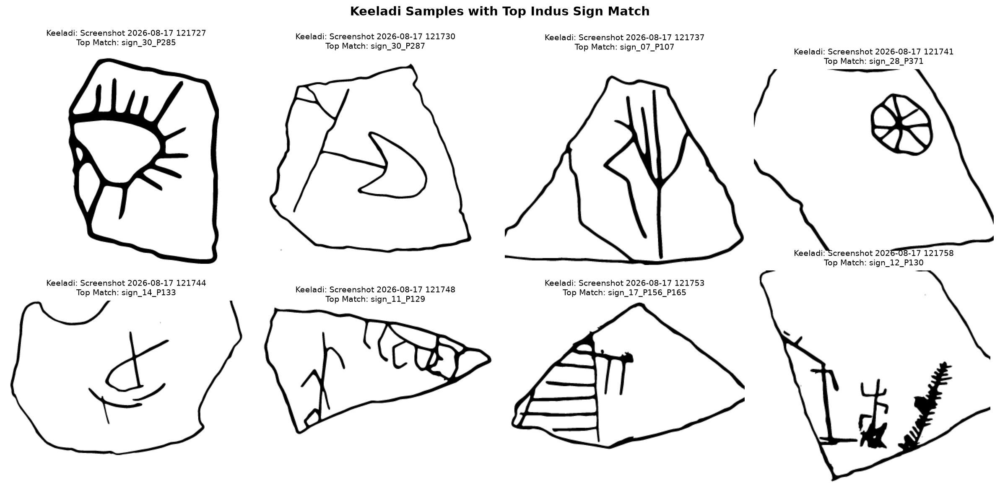 Keeladi Samples with Top Indus Sign Match
Keeladi: Screenshot 2026-08-17 121727
Top Match: sign_30_P285
Keeladi: Screenshot 2026-08-17 121730
Top Match: sign_30_P287
Keeladi: Screenshot 2026-08-17 121737
Top Match: sign_07_P107
Keeladi: Screenshot 2026-08-17 121741
Top Match: sign_28_P371
Keeladi: Screenshot 2026-08-17 121744
Top Match: sign_14_P133
Keeladi: Screenshot 2026-08-17 121748
Top Match: sign_11_P129
Keeladi: Screenshot 2026-08-17 121753
Top Match: sign_17_P156_P165
Keeladi: Screenshot 2026-08-17 121758
Top Match: sign_12_P130